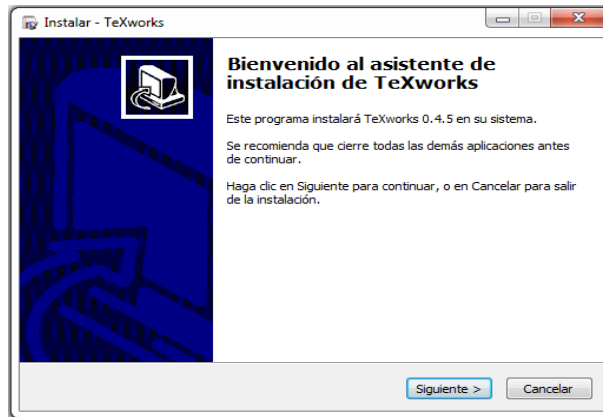 Instalar - TeXworks
Bienvenido al asistente de
instalación de TeXworks
Este programa instalará TeXworks 0.4.5 en su sistema.
Se recomienda que cierre todas las demás aplicaciones antes
de continuar.
Haga clic en Siguiente para continuar, o en Cancelar para salir
de la instalación.
Siguiente > Cancelar